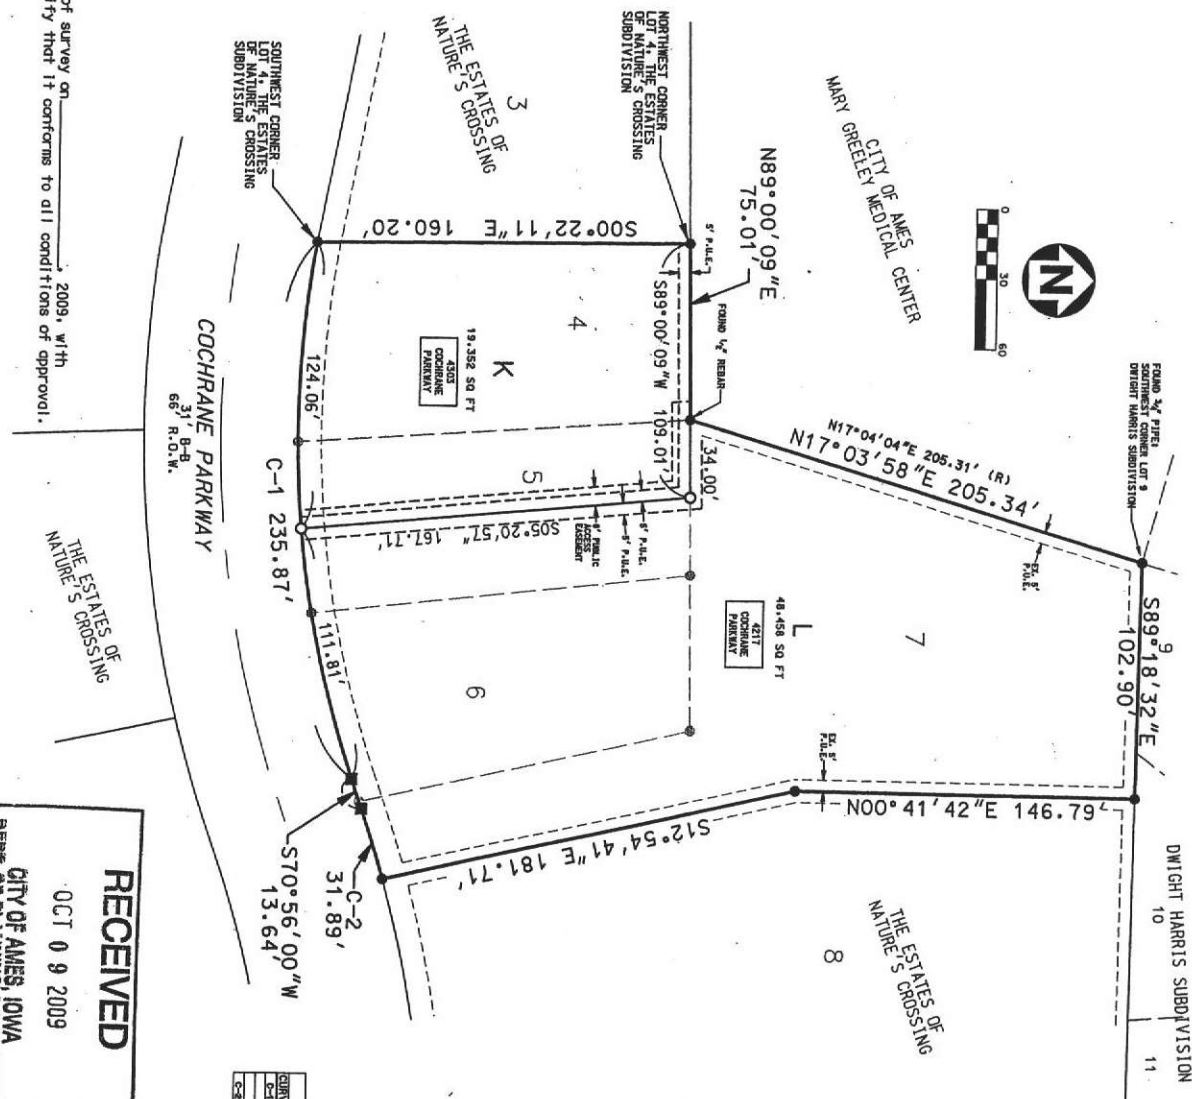 of survey on ________, 2009, with
ify that it conforms to all conditions of approval.
FOUND 3/4" PIPE;
SOUTHWEST CORNER LOT 9
DWIGHT HARRIS SUBDIVISION
9
S89°18'32"E
102.90'
DWIGHT HARRIS SUBDIVISION
10
11
N
0
30
60
CITY OF AMES
MARY GREELEY MEDICAL CENTER
N17°04'04"E 205.31' (R)
N17°03'58"E 205.34'
EX. 5'
P.U.E.
7
L
48,458 SQ FT
4217
COCHRANE
PARKWAY
EX. 5'
P.U.E.
N00°41'42"E 146.79'
THE ESTATES OF
NATURE'S CROSSING
8
N89°00'09"E
75.01'
5' P.U.E.
FOUND 1/2" REBAR
34.00'
S89°00'09"W 109.01'
NORTHWEST CORNER
LOT 4, THE ESTATES
OF NATURE'S CROSSING
SUBDIVISION
3
THE ESTATES OF
NATURE'S CROSSING
S00°22'11"E 160.20'
4
K
19,352 SQ FT
4303
COCHRANE
PARKWAY
5
S05°20'57" 167.71'
5' P.U.E.
5' P.U.E.
PUBLIC
ACCESS
EASEMENT
6
S12°54'41"E 181.71'
SOUTHWEST CORNER
LOT 4, THE ESTATES
OF NATURE'S CROSSING
SUBDIVISION
124.06'
C-1 235.87'
111.81'
S70°56'00"W
13.64'
C-2
31.89'
COCHRANE PARKWAY
31' B-B
66' R.O.W.
THE ESTATES OF
NATURE'S CROSSING
RECEIVED
OCT 09 2009
CITY OF AMES, IOWA